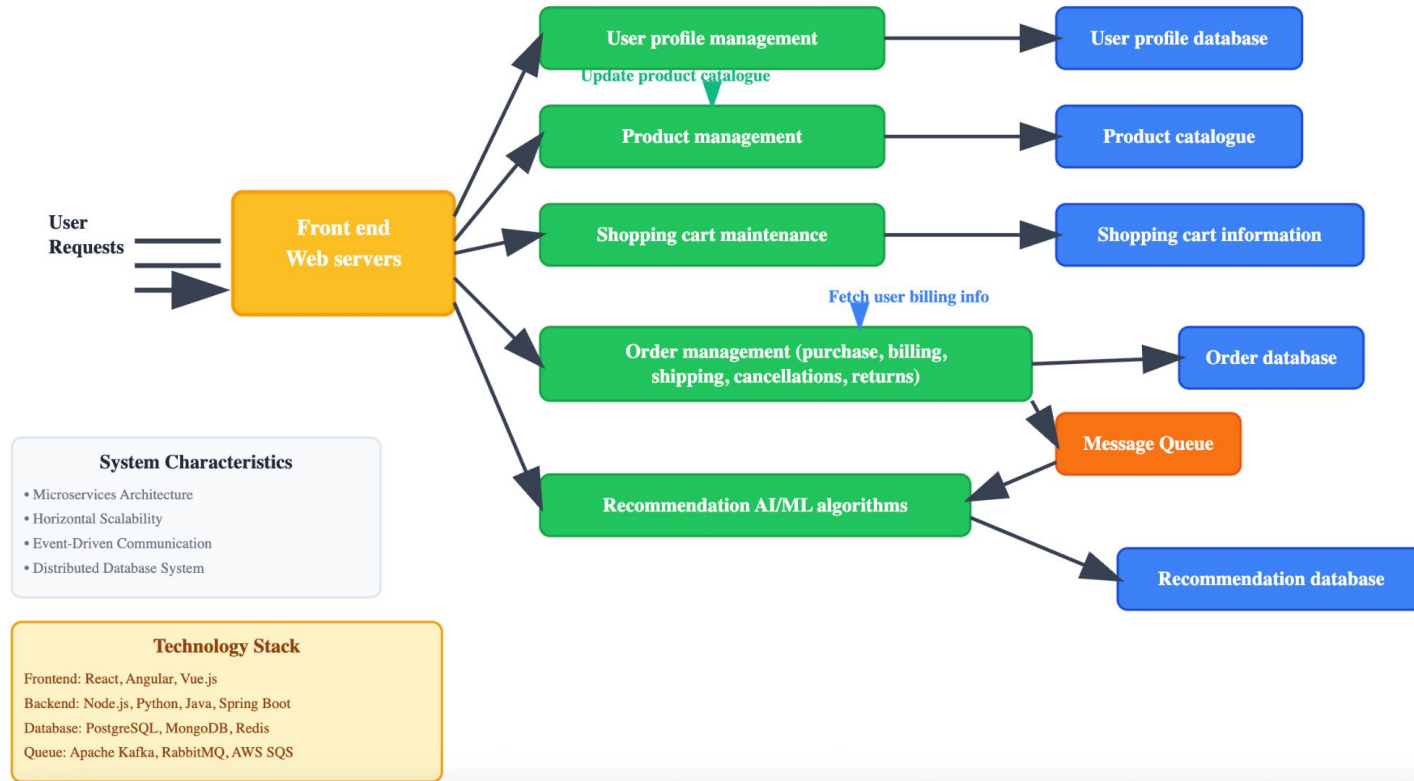 User profile management
User profile database
Update product catalogue
Product management
Product catalogue
User
Requests
Front end
Web servers
Shopping cart maintenance
Shopping cart information
Fetch user billing info
Order management (purchase, billing,
shipping, cancellations, returns)
Order database
Message Queue
System Characteristics
• Microservices Architecture
• Horizontal Scalability
• Event-Driven Communication
• Distributed Database System
Recommendation AI/ML algorithms
Recommendation database
Technology Stack
Frontend: React, Angular, Vue.js
Backend: Node.js, Python, Java, Spring Boot
Database: PostgreSQL, MongoDB, Redis
Queue: Apache Kafka, RabbitMQ, AWS SQS